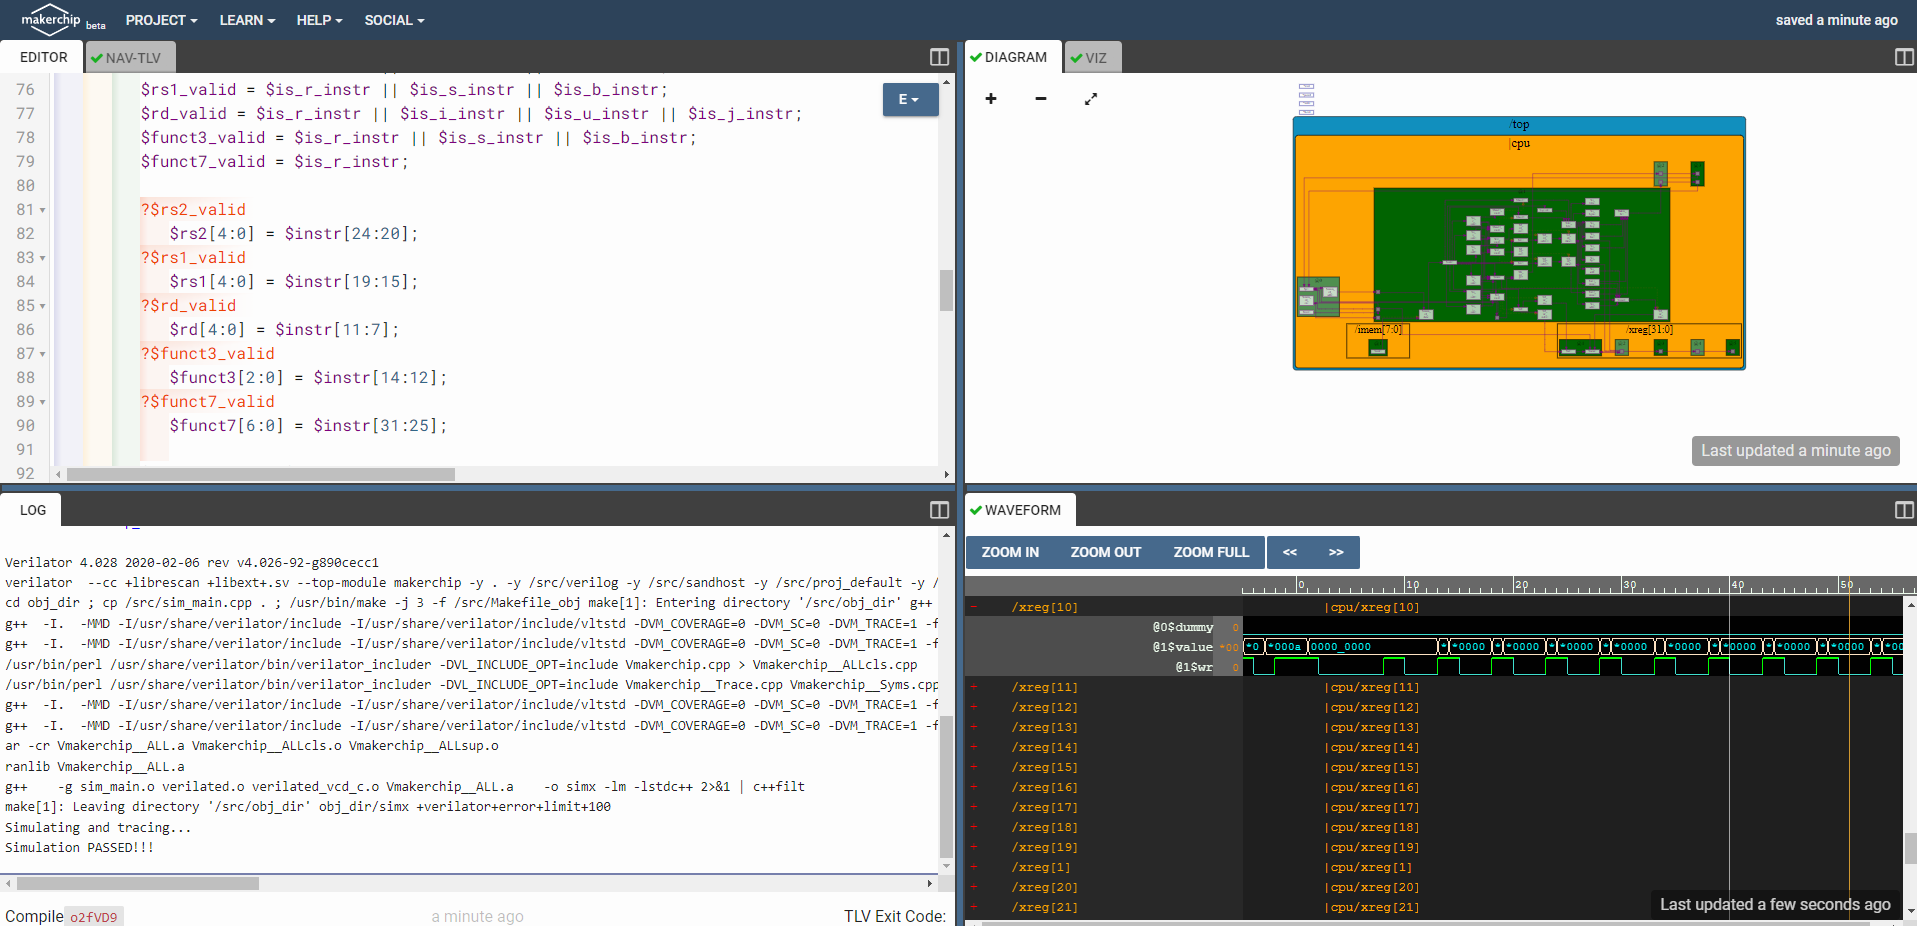 makerchip beta PROJECT LEARN HELP SOCIAL saved a minute ago
EDITOR NAV-TLV
76 $rs1_valid = $is_r_instr || $is_s_instr || $is_b_instr;
77 $rd_valid = $is_r_instr || $is_i_instr || $is_u_instr || $is_j_instr;
78 $funct3_valid = $is_r_instr || $is_s_instr || $is_b_instr;
79 $funct7_valid = $is_r_instr;
80
81 ?$rs2_valid
82 $rs2[4:0] = $instr[24:20];
83 ?$rs1_valid
84 $rs1[4:0] = $instr[19:15];
85 ?$rd_valid
86 $rd[4:0] = $instr[11:7];
87 ?$funct3_valid
88 $funct3[2:0] = $instr[14:12];
89 ?$funct7_valid
90 $funct7[6:0] = $instr[31:25];
91
92
E
DIAGRAM VIZ
+ −
/top
|cpu
/imem[7:0] /xreg[31:0]
Last updated a minute ago
LOG
Verilator 4.028 2020-02-06 rev v4.026-92-g890cecc1
verilator --cc +librescan +libext+.sv --top-module makerchip -y . -y /src/verilog -y /src/sandhost -y /src/proj_default -y /
cd obj_dir ; cp /src/sim_main.cpp . ; /usr/bin/make -j 3 -f /src/Makefile_obj make[1]: Entering directory '/src/obj_dir' g++
g++ -I. -MMD -I/usr/share/verilator/include -I/usr/share/verilator/include/vltstd -DVM_COVERAGE=0 -DVM_SC=0 -DVM_TRACE=1 -f
g++ -I. -MMD -I/usr/share/verilator/include -I/usr/share/verilator/include/vltstd -DVM_COVERAGE=0 -DVM_SC=0 -DVM_TRACE=1 -f
/usr/bin/perl /usr/share/verilator/bin/verilator_includer -DVL_INCLUDE_OPT=include Vmakerchip.cpp > Vmakerchip__ALLcls.cpp
/usr/bin/perl /usr/share/verilator/bin/verilator_includer -DVL_INCLUDE_OPT=include Vmakerchip__Trace.cpp Vmakerchip__Syms.cpp
g++ -I. -MMD -I/usr/share/verilator/include -I/usr/share/verilator/include/vltstd -DVM_COVERAGE=0 -DVM_SC=0 -DVM_TRACE=1 -f
g++ -I. -MMD -I/usr/share/verilator/include -I/usr/share/verilator/include/vltstd -DVM_COVERAGE=0 -DVM_SC=0 -DVM_TRACE=1 -f
ar -cr Vmakerchip__ALL.a Vmakerchip__ALLcls.o Vmakerchip__ALLsup.o
ranlib Vmakerchip__ALL.a
g++ -g sim_main.o verilated.o verilated_vcd_c.o Vmakerchip__ALL.a -o simx -lm -lstdc++ 2>&1 | c++filt
make[1]: Leaving directory '/src/obj_dir' obj_dir/simx +verilator+error+limit+100
Simulating and tracing...
Simulation PASSED!!!
Compile o2fVD9 a minute ago TLV Exit Code:
WAVEFORM
ZOOM IN ZOOM OUT ZOOM FULL << >>
0 10 20 30 40 50
/xreg[10] |cpu/xreg[10]
@0$dummy 0
@1$value *00 *0 *000a 0000_0000 * *0000 * *0000 * *0000 * *0000 * *0000 * *0000 * *0000 * *00
@1$wr 0
/xreg[11] |cpu/xreg[11]
/xreg[12] |cpu/xreg[12]
/xreg[13] |cpu/xreg[13]
/xreg[14] |cpu/xreg[14]
/xreg[15] |cpu/xreg[15]
/xreg[16] |cpu/xreg[16]
/xreg[17] |cpu/xreg[17]
/xreg[18] |cpu/xreg[18]
/xreg[19] |cpu/xreg[19]
/xreg[1] |cpu/xreg[1]
/xreg[20] |cpu/xreg[20]
/xreg[21] |cpu/xreg[21]
Last updated a few seconds ago